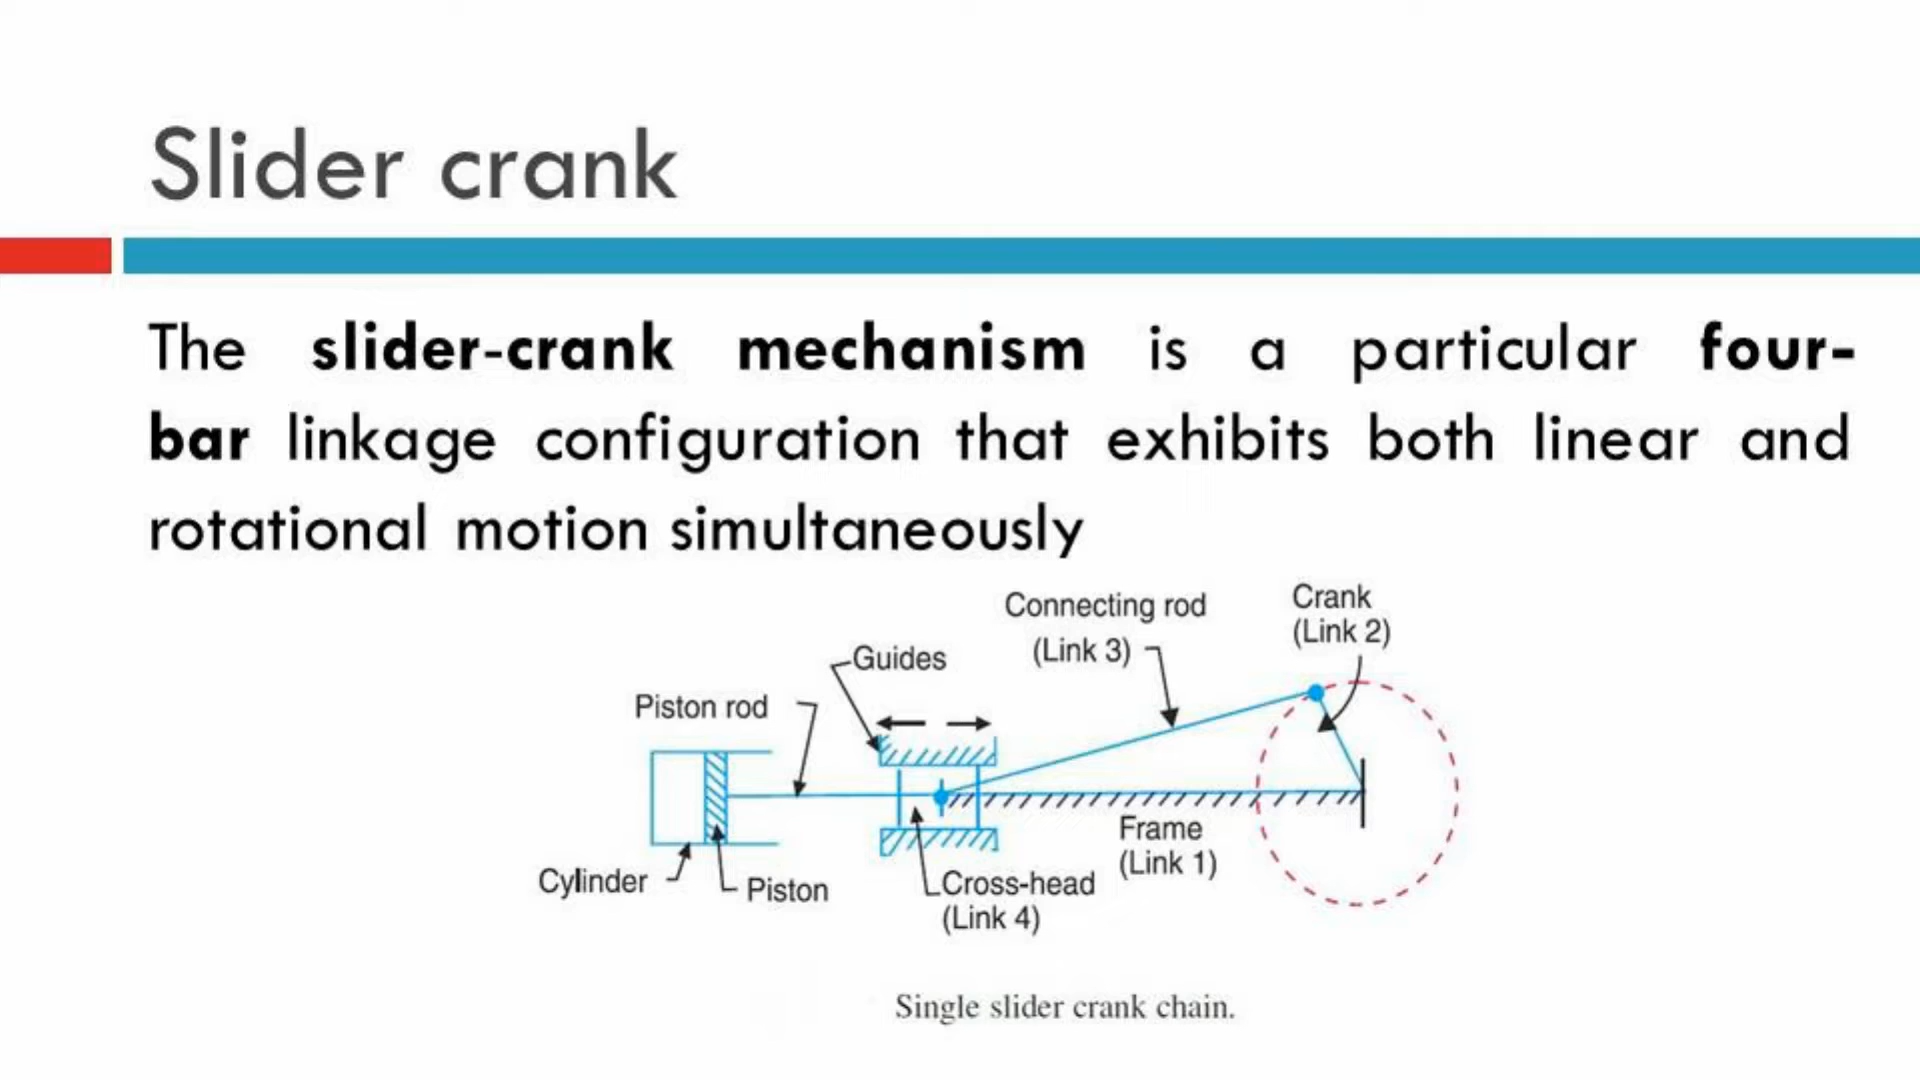 Slider crank
The slider-crank mechanism is a particular four-
bar linkage configuration that exhibits both linear and
rotational motion simultaneously
Crank
(Link 2)
Connecting rod
(Link 3)
Guides
Piston rod
Frame
(Link 1)
Cylinder
Piston
Cross-head
(Link 4)
Single slider crank chain.